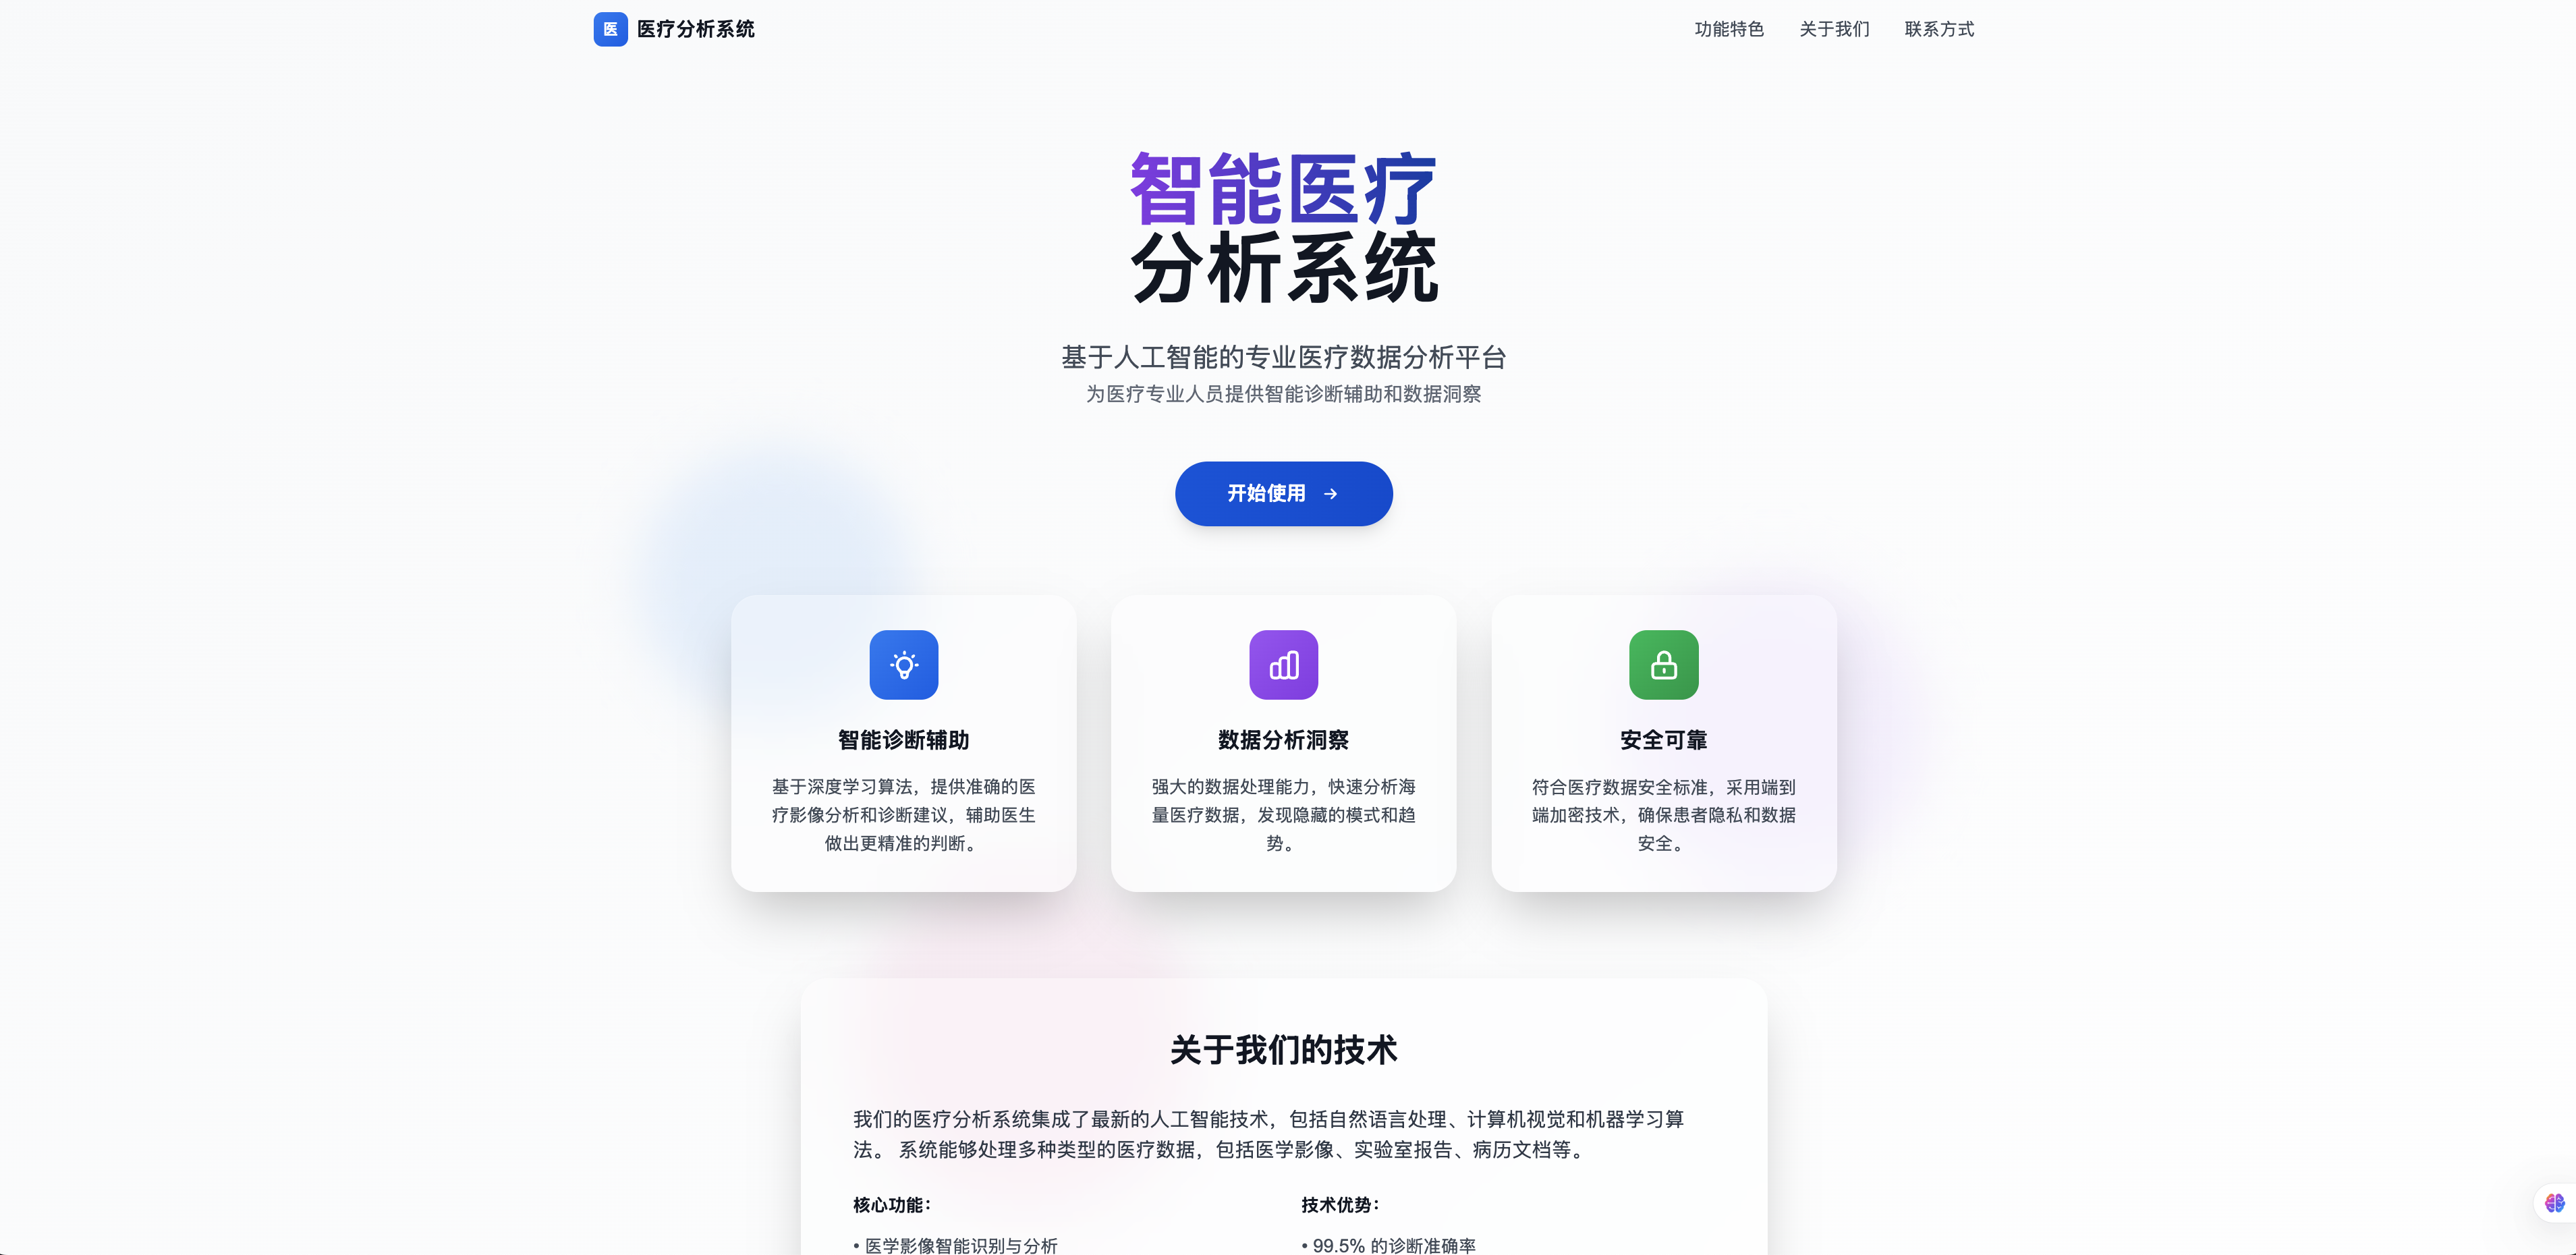 医 医疗分析系统
功能特色 关于我们 联系方式
智能医疗
分析系统
基于人工智能的专业医疗数据分析平台
为医疗专业人员提供智能诊断辅助和数据洞察
开始使用 →
智能诊断辅助
基于深度学习算法，提供准确的医
疗影像分析和诊断建议，辅助医生
做出更精准的判断。
数据分析洞察
强大的数据处理能力，快速分析海
量医疗数据，发现隐藏的模式和趋
势。
安全可靠
符合医疗数据安全标准，采用端到
端加密技术，确保患者隐私和数据
安全。
关于我们的技术
我们的医疗分析系统集成了最新的人工智能技术，包括自然语言处理、计算机视觉和机器学习算
法。 系统能够处理多种类型的医疗数据，包括医学影像、实验室报告、病历文档等。
核心功能：
• 医学影像智能识别与分析
技术优势：
• 99.5% 的诊断准确率